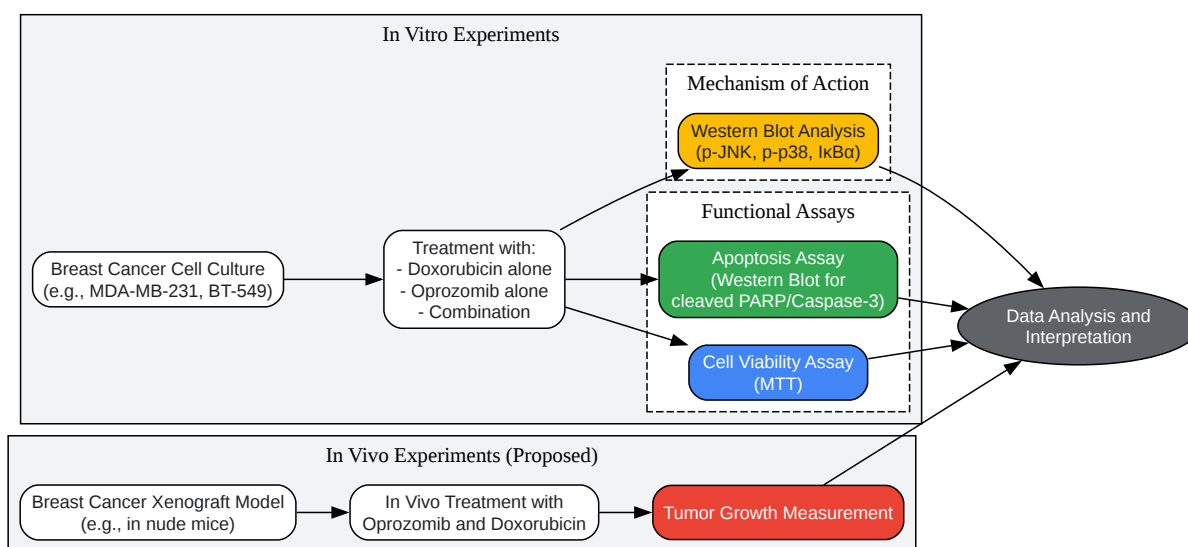 In Vitro Experiments
Mechanism of Action
Western Blot Analysis
(p-JNK, p-p38, IκBα)
Functional Assays
Breast Cancer Cell Culture
(e.g., MDA-MB-231, BT-549)
Treatment with:
- Doxorubicin alone
- Oprozomib alone
- Combination
Apoptosis Assay
(Western Blot for
cleaved PARP/Caspase-3)
Cell Viability Assay
(MTT)
Data Analysis and
Interpretation
In Vivo Experiments (Proposed)
Breast Cancer Xenograft Model
(e.g., in nude mice)
In Vivo Treatment with
Oprozomib and Doxorubicin
Tumor Growth Measurement